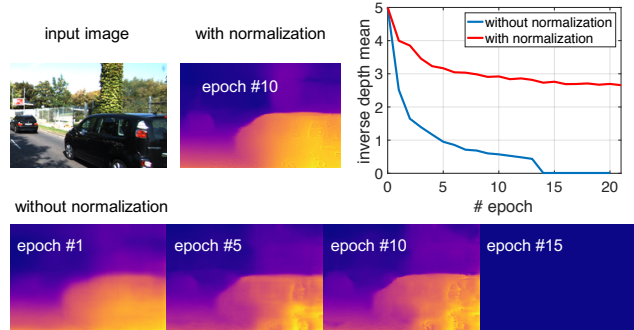 input image
with normalization
epoch #10
5
4
3
2
1
0
inverse depth mean
without normalization
with normalization
0
5
10
15
20
# epoch
without normalization
epoch #1
epoch #5
epoch #10
epoch #15